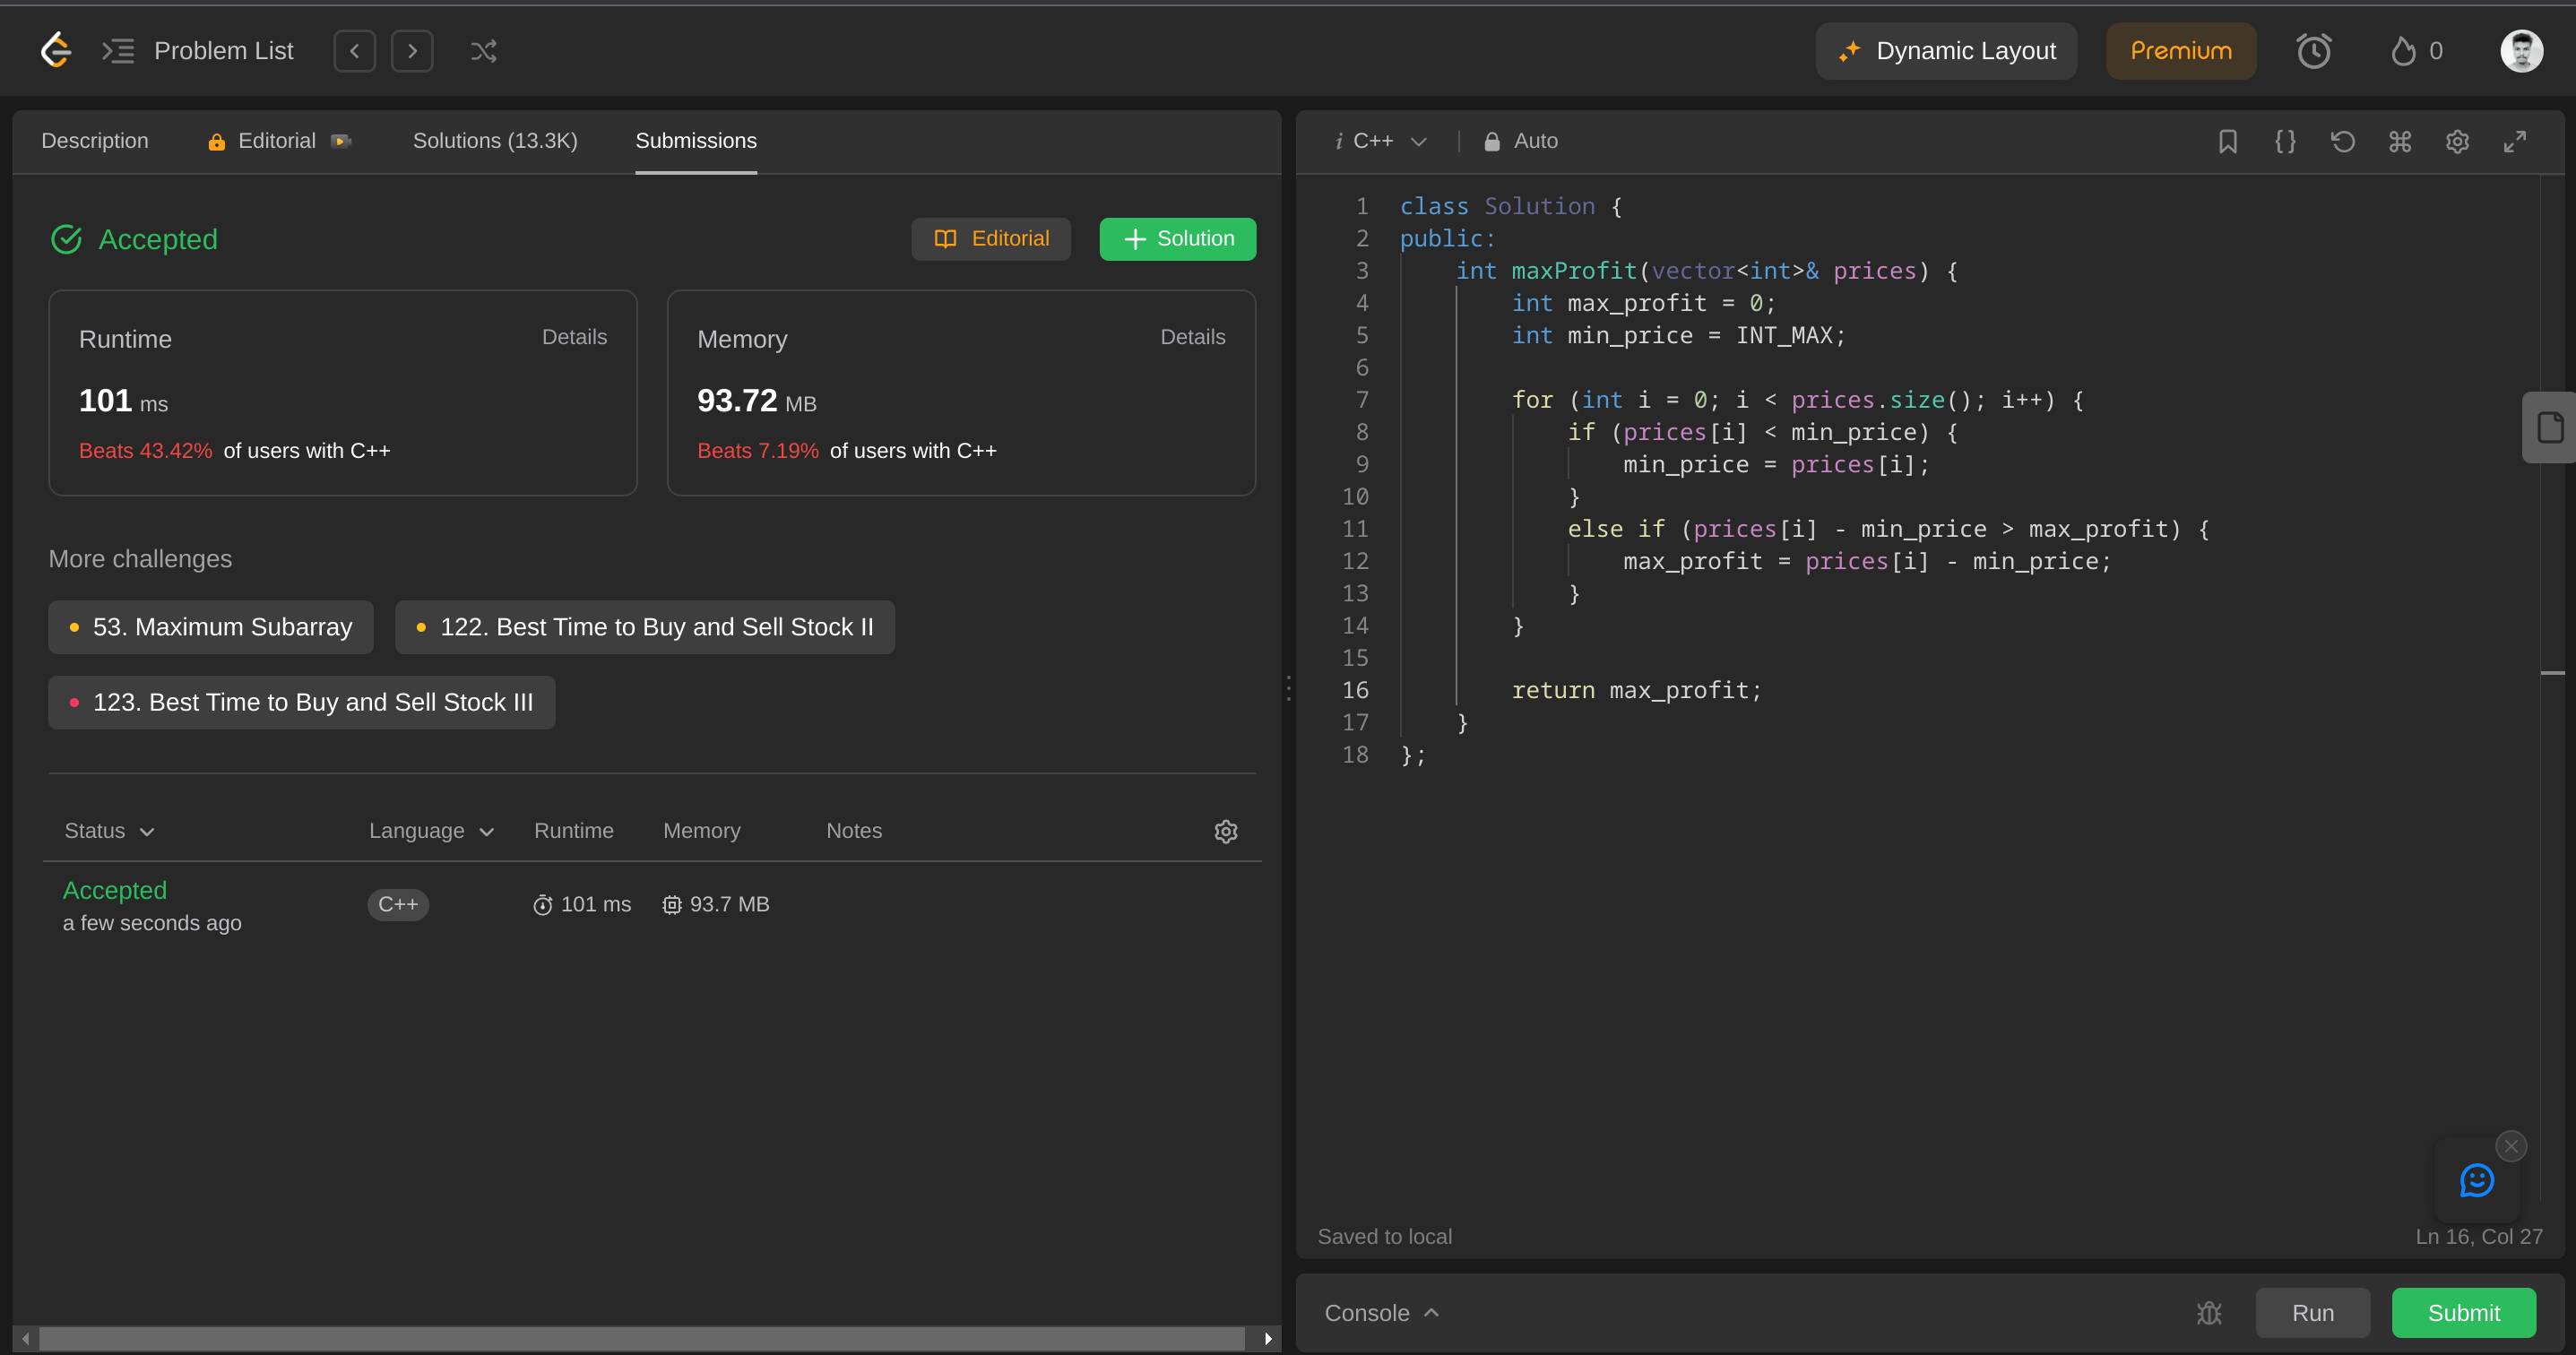 Problem List
Dynamic Layout
Premium
0
Description
Editorial
Solutions (13.3K)
Submissions
Accepted
Editorial
Solution
Runtime
Details
101 ms
Beats 43.42% of users with C++
Memory
Details
93.72 MB
Beats 7.19% of users with C++
More challenges
53. Maximum Subarray
122. Best Time to Buy and Sell Stock II
123. Best Time to Buy and Sell Stock III
Status
Language
Runtime
Memory
Notes
Accepted
a few seconds ago
C++
101 ms
93.7 MB
i C++
Auto
1 class Solution {
2 public:
3     int maxProfit(vector<int>& prices) {
4         int max_profit = 0;
5         int min_price = INT_MAX;
6
7         for (int i = 0; i < prices.size(); i++) {
8             if (prices[i] < min_price) {
9                 min_price = prices[i];
10             }
11             else if (prices[i] - min_price > max_profit) {
12                 max_profit = prices[i] - min_price;
13             }
14         }
15
16         return max_profit;
17     }
18 };
Saved to local
Ln 16, Col 27
Console
Run
Submit